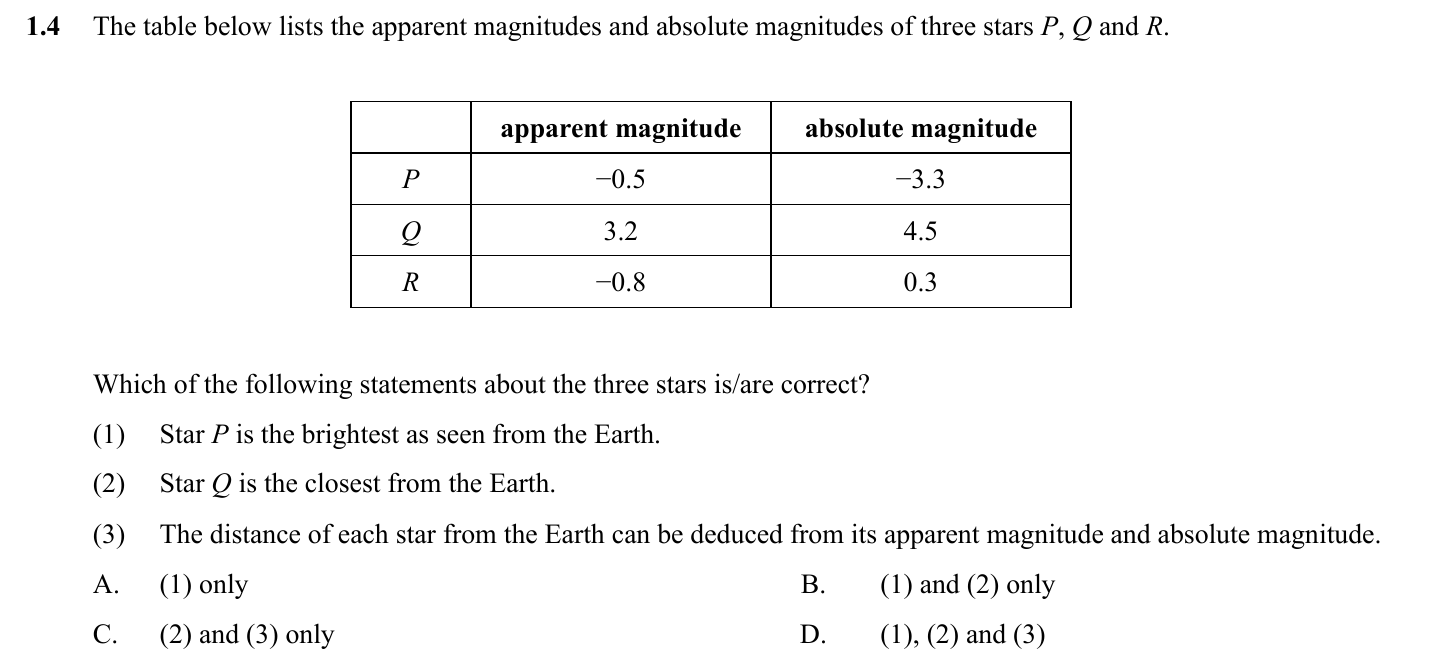 1.4 The table below lists the apparent magnitudes and absolute magnitudes of three stars P, Q and R.
apparent magnitude absolute magnitude
P −0.5 −3.3
Q 3.2 4.5
R −0.8 0.3
Which of the following statements about the three stars is/are correct?
(1) Star P is the brightest as seen from the Earth.
(2) Star Q is the closest from the Earth.
(3) The distance of each star from the Earth can be deduced from its apparent magnitude and absolute magnitude.
A. (1) only B. (1) and (2) only
C. (2) and (3) only D. (1), (2) and (3)